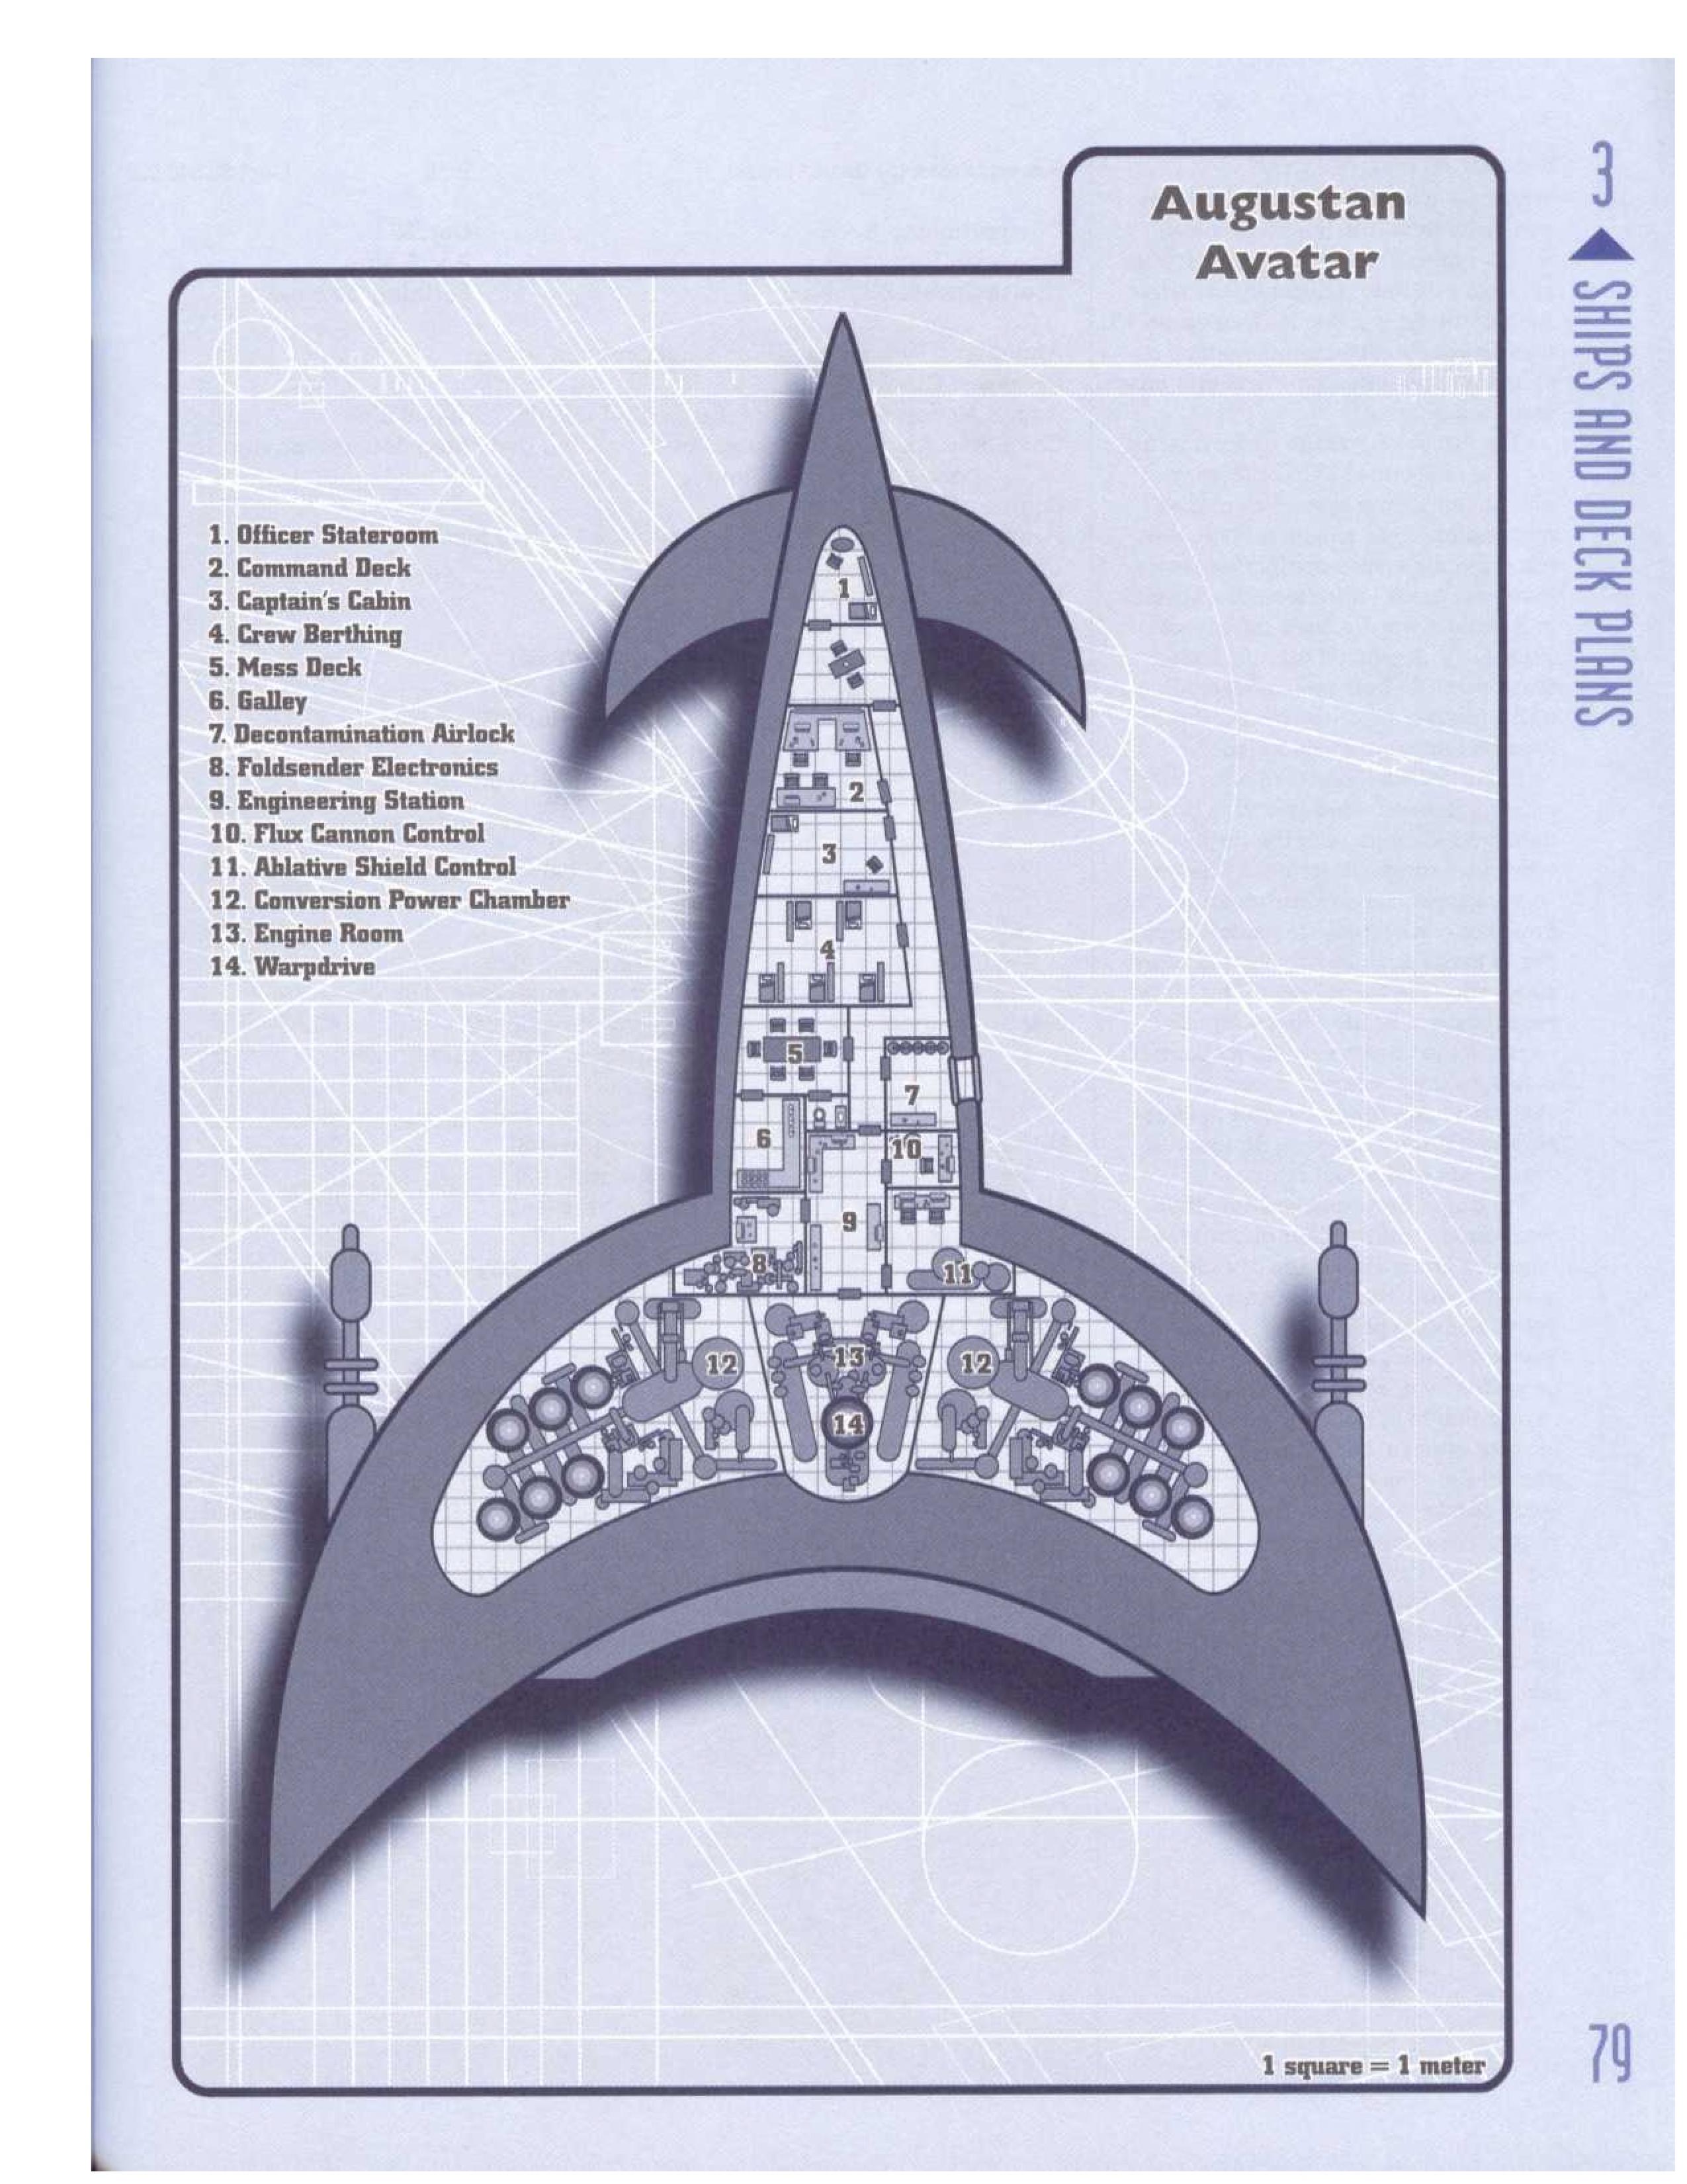 Augustan
Avatar
3 ▲ SHIPS AND DECK PLANS
1. Officer Stateroom
2. Command Deck
3. Captain's Cabin
4. Crew Berthing
5. Mess Deck
6. Galley
7. Decontamination Airlock
8. Foldsender Electronics
9. Engineering Station
10. Flux Cannon Control
11. Ablative Shield Control
12. Conversion Power Chamber
13. Engine Room
14. Warpdrive
1
2
3
4
5
7
6
10
9
8
11
12
13
12
14
1 square = 1 meter
79